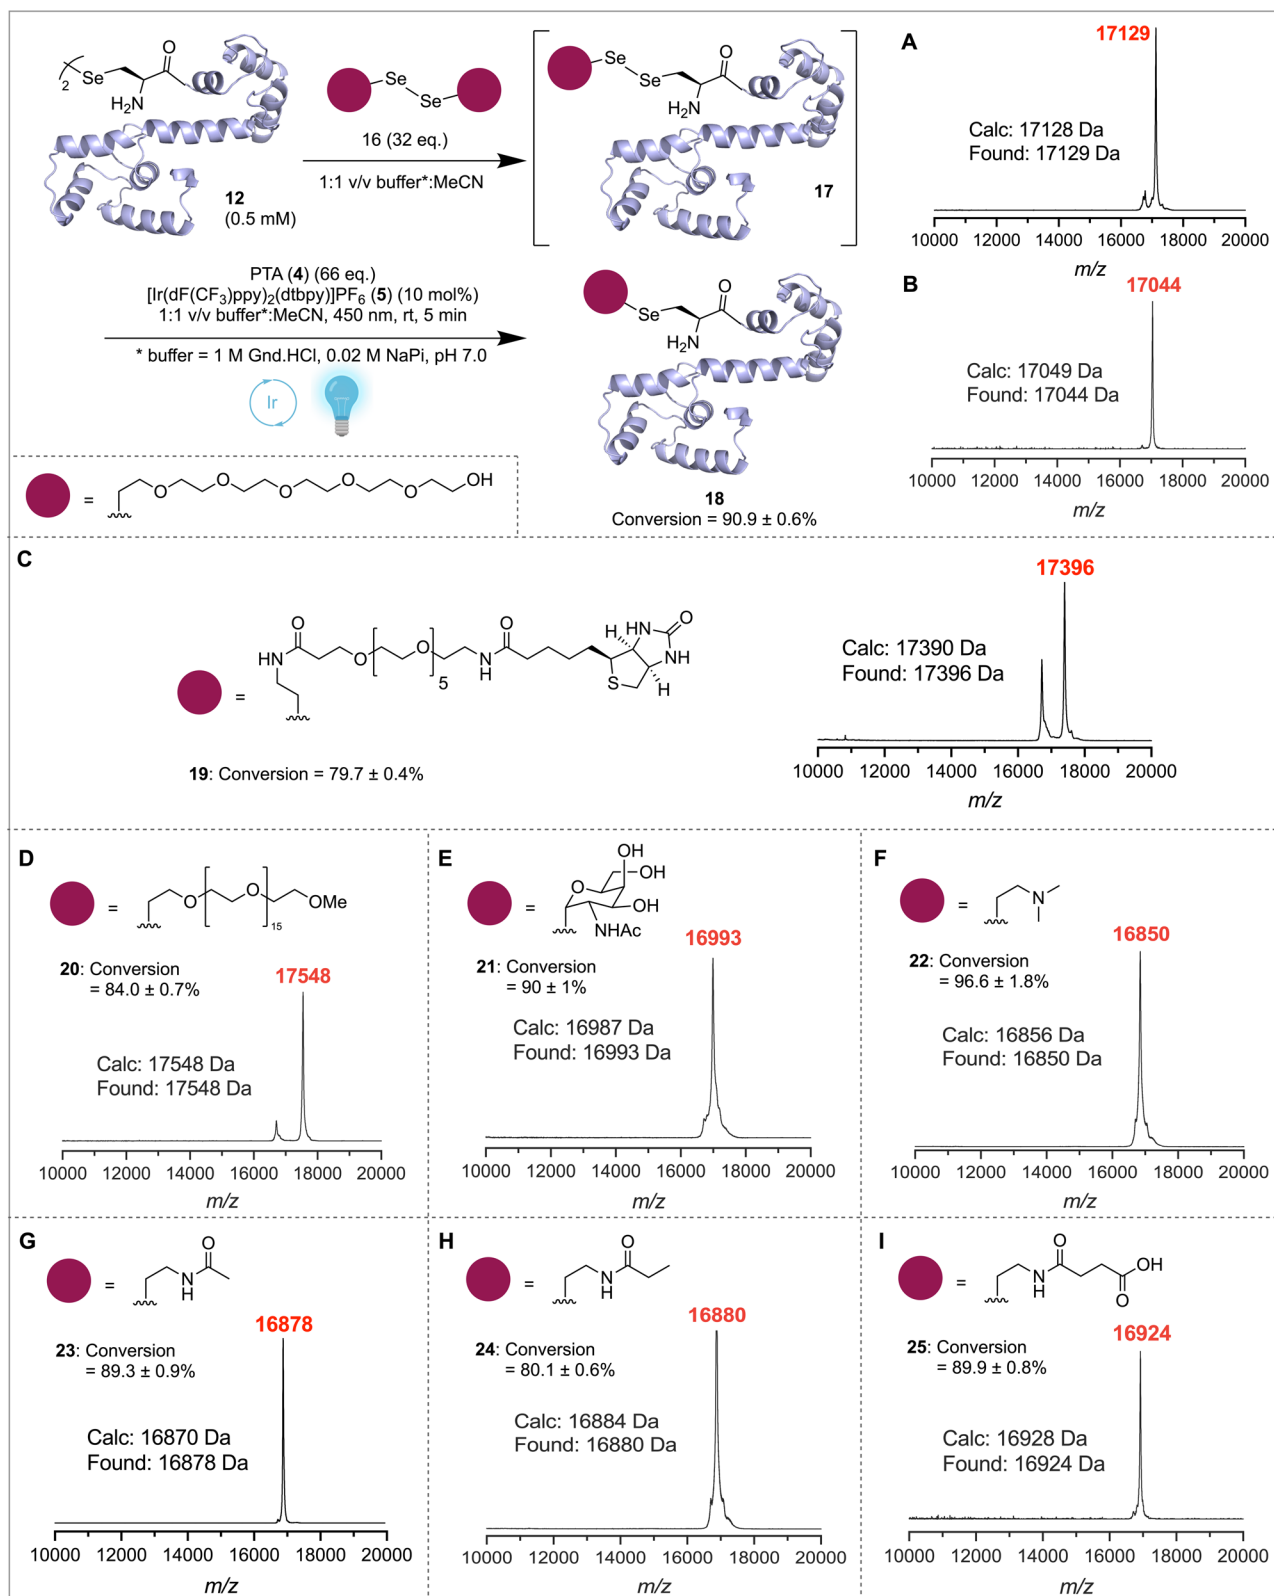 2
Se
H₂N
O
12
(0.5 mM)
Se
Se
16 (32 eq.)
1:1 v/v buffer*:MeCN
Se
Se
H₂N
O
17
A
17129
Calc: 17128 Da
Found: 17129 Da
10000 12000 14000 16000 18000 20000
m/z
PTA (4) (66 eq.)
[Ir(dF(CF₃)ppy)₂(dtbpy)]PF₆ (5) (10 mol%)
1:1 v/v buffer*:MeCN, 450 nm, rt, 5 min
* buffer = 1 M Gnd.HCl, 0.02 M NaPi, pH 7.0
Ir
Se
H₂N
O
18
Conversion = 90.9 ± 0.6%
B
17044
Calc: 17049 Da
Found: 17044 Da
10000 12000 14000 16000 18000 20000
m/z
=
O
O
O
O
O
OH
C
=
O
HN
O
O
5
N
H
O
H
HN
O
NH
S
H
19: Conversion = 79.7 ± 0.4%
17396
Calc: 17390 Da
Found: 17396 Da
10000 12000 14000 16000 18000 20000
m/z
D
=
O
O
15
OMe
20: Conversion
= 84.0 ± 0.7%
17548
Calc: 17548 Da
Found: 17548 Da
10000 12000 14000 16000 18000 20000
m/z
E
=
OH
O
OH
OH
NHAc
21: Conversion
= 90 ± 1%
16993
Calc: 16987 Da
Found: 16993 Da
10000 12000 14000 16000 18000 20000
m/z
F
=
N
22: Conversion
= 96.6 ± 1.8%
16850
Calc: 16856 Da
Found: 16850 Da
10000 12000 14000 16000 18000 20000
m/z
G
=
O
N
H
23: Conversion
= 89.3 ± 0.9%
16878
Calc: 16870 Da
Found: 16878 Da
10000 12000 14000 16000 18000 20000
m/z
H
=
O
N
H
24: Conversion
= 80.1 ± 0.6%
16880
Calc: 16884 Da
Found: 16880 Da
10000 12000 14000 16000 18000 20000
m/z
I
=
O
N
H
OH
O
25: Conversion
= 89.9 ± 0.8%
16924
Calc: 16928 Da
Found: 16924 Da
10000 12000 14000 16000 18000 20000
m/z